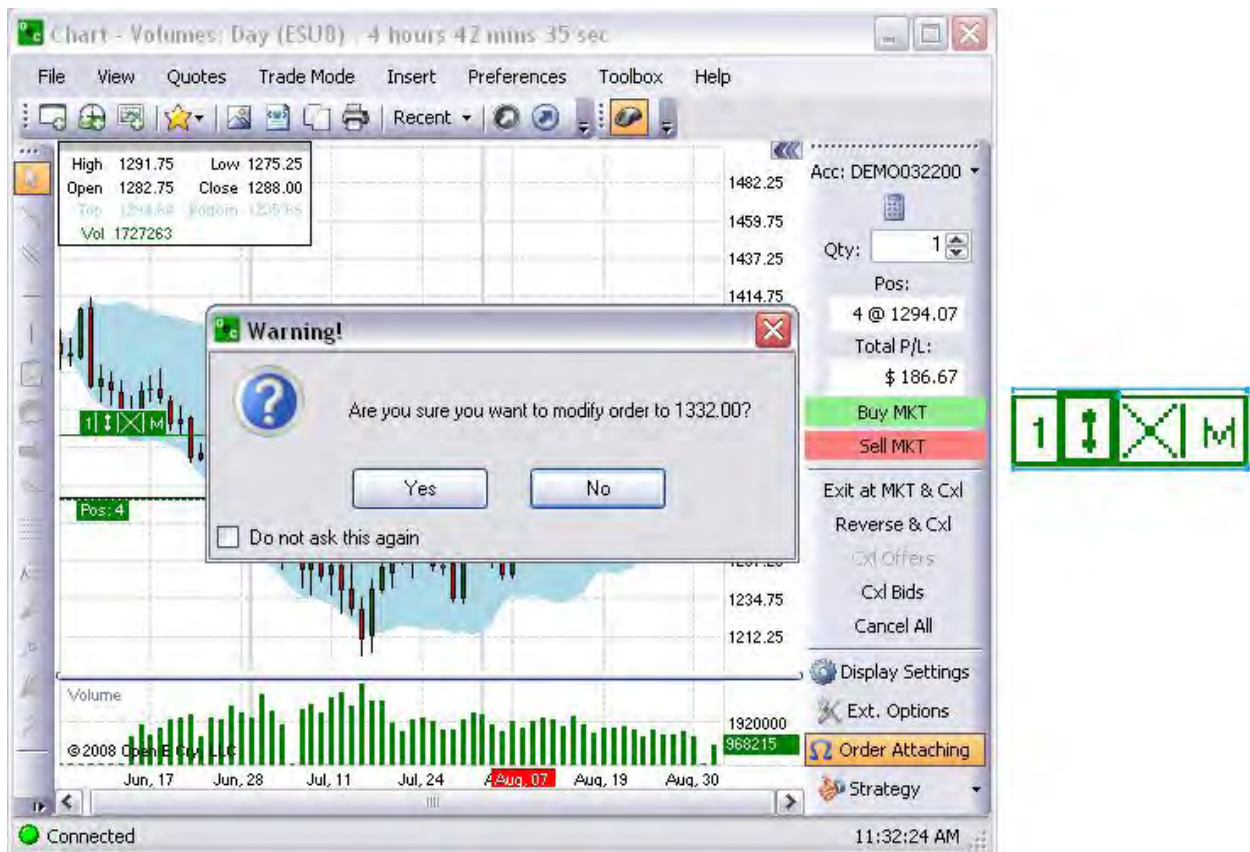 Chart - Volumes: Day (ESU8) - 4 hours 42 mins 35 sec
File View Quotes Trade Mode Insert Preferences Toolbox Help
Recent
High 1291.75 Low 1275.25
Open 1282.75 Close 1288.00
Top Bottom
Vol 1727263
1482.25
1459.75
1437.25
1414.75
1234.75
1212.25
Acc: DEMO032200
Qty: 1
Pos:
4 @ 1294.07
Total P/L:
$ 186.67
Buy MKT
Sell MKT
Exit at MKT & Cxl
Reverse & Cxl
Cxl Offers
Cxl Bids
Cancel All
Display Settings
Ext. Options
Order Attaching
Strategy
Warning!
Are you sure you want to modify order to 1332.00?
Yes No
Do not ask this again
1 M
Pos: 4
Volume
1920000
968215
© 2008 Open E Cry, LLC
Jun, 17 Jun, 28 Jul, 11 Jul, 24 Aug, 07 Aug, 19 Aug, 30
Connected 11:32:24 AM
1 M